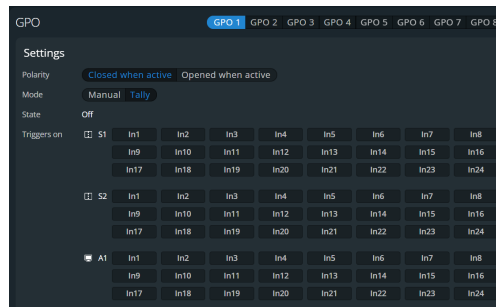 GPO GPO 1 GPO 2 GPO 3 GPO 4 GPO 5 GPO 6 GPO 7 GPO 8
Settings
Polarity Closed when active Opened when active
Mode Manual Tally
State Off
Triggers on S1 In1 In2 In3 In4 In5 In6 In7 In8
In9 In10 In11 In12 In13 In14 In15 In16
In17 In18 In19 In20 In21 In22 In23 In24
S2 In1 In2 In3 In4 In5 In6 In7 In8
In9 In10 In11 In12 In13 In14 In15 In16
In17 In18 In19 In20 In21 In22 In23 In24
A1 In1 In2 In3 In4 In5 In6 In7 In8
In9 In10 In11 In12 In13 In14 In15 In16
In17 In18 In19 In20 In21 In22 In23 In24